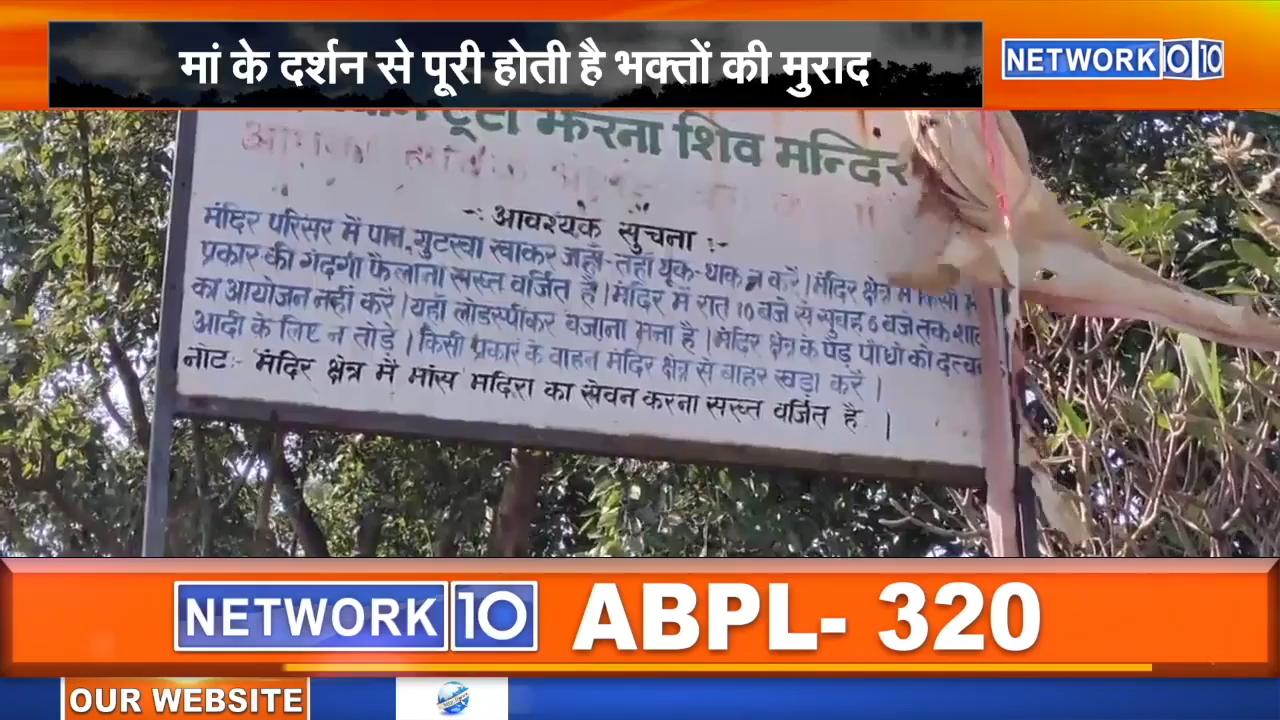 मां के दर्शन से पूरी होती है भक्तों की मुराद
NETWORK 10
टूटी झरना शिव मन्दिर
-: आवश्यक सुचना :-
मंदिर परिसर में पान, गुटखा खाकर जहाँ-तहाँ थूक-थाक न करें। मंदिर क्षेत्र में किसी
प्रकार की गंदगी फैलाना सख्त वर्जित है। मंदिर में रात 10 बजे से सुबह 6 बजे तक
का आयोजन नहीं करें। यहाँ लोडस्पीकर बजाना मना है। मंदिर क्षेत्र के पेड़ पौधों को
आदी के लिए न तोड़े। किसी प्रकार के वाहन मंदिर क्षेत्र से बाहर खड़ा करें।
नोट:- मंदिर क्षेत्र में मांस मदिरा का सेवन करना सख्त वर्जित है।
NETWORK 10 ABPL- 320
OUR WEBSITE